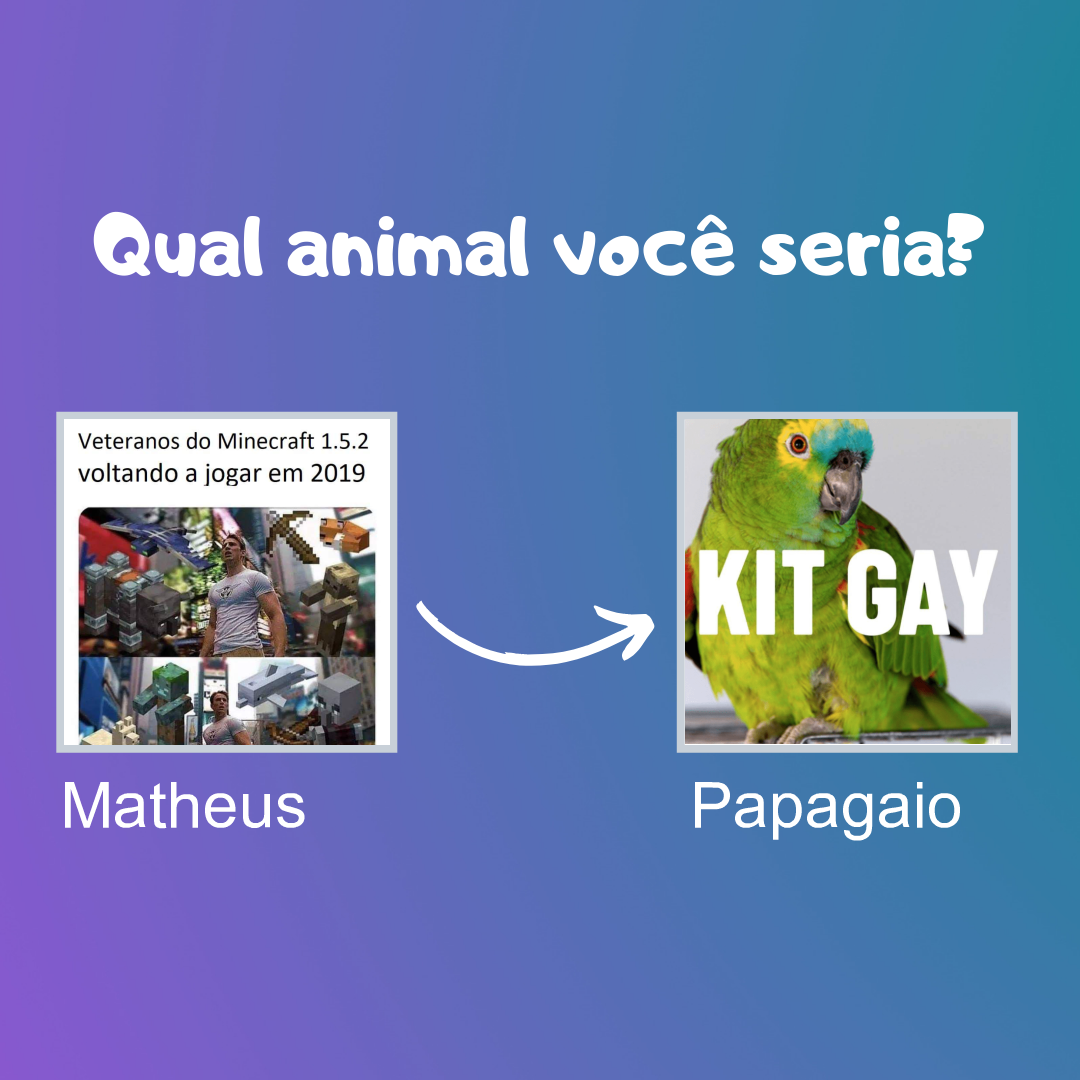 Qual animal você seria?
Veteranos do Minecraft 1.5.2
voltando a jogar em 2019
KIT GAY
Matheus
Papagaio